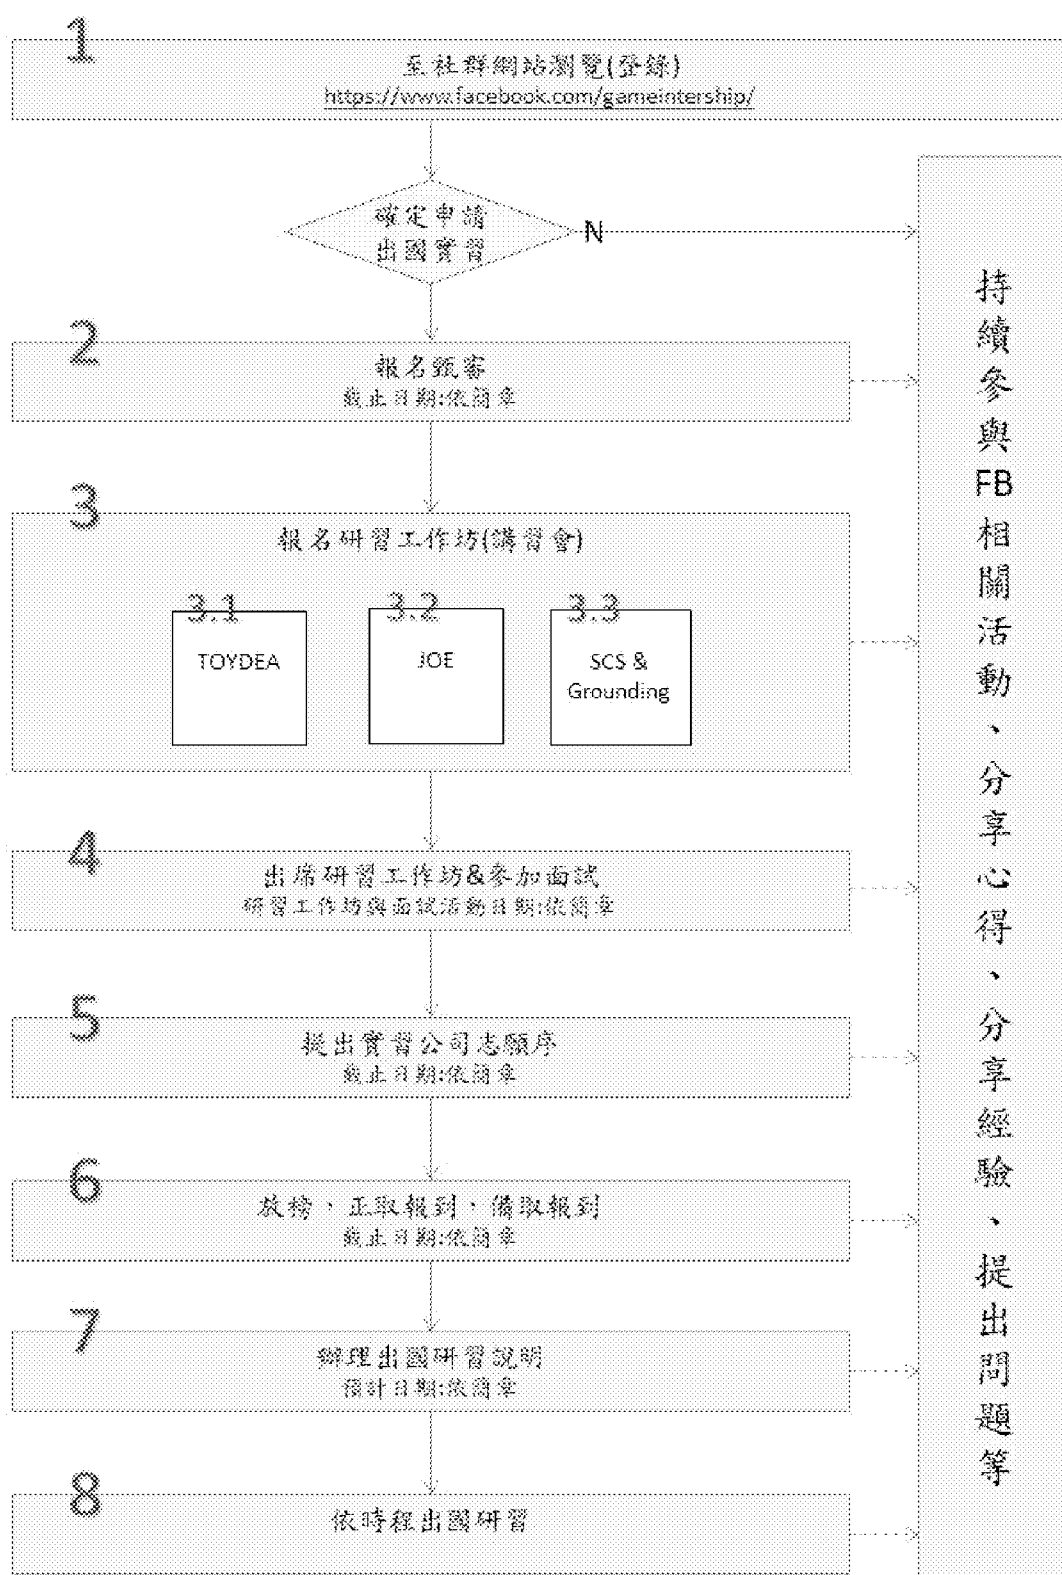 1
至社群網站瀏覽(登錄)
https://www.facebook.com/gameintership/
確定申請
出國實習
N
2
報名甄審
截止日期:依簡章
3
報名研習工作坊(講習會)
3.1
TOYDEA
3.2
JOE
3.3
SCS &
Grounding
4
出席研習工作坊&參加面試
研習工作坊與面試活動日期:依簡章
5
提出實習公司志願序
截止日期:依簡章
6
放榜、正取報到、備取報到
截止日期:依簡章
7
辦理出國研習說明
預計日期:依簡章
8
依時程出國研習
持續參與FB相關活動、分享心得、分享經驗、提出問題等